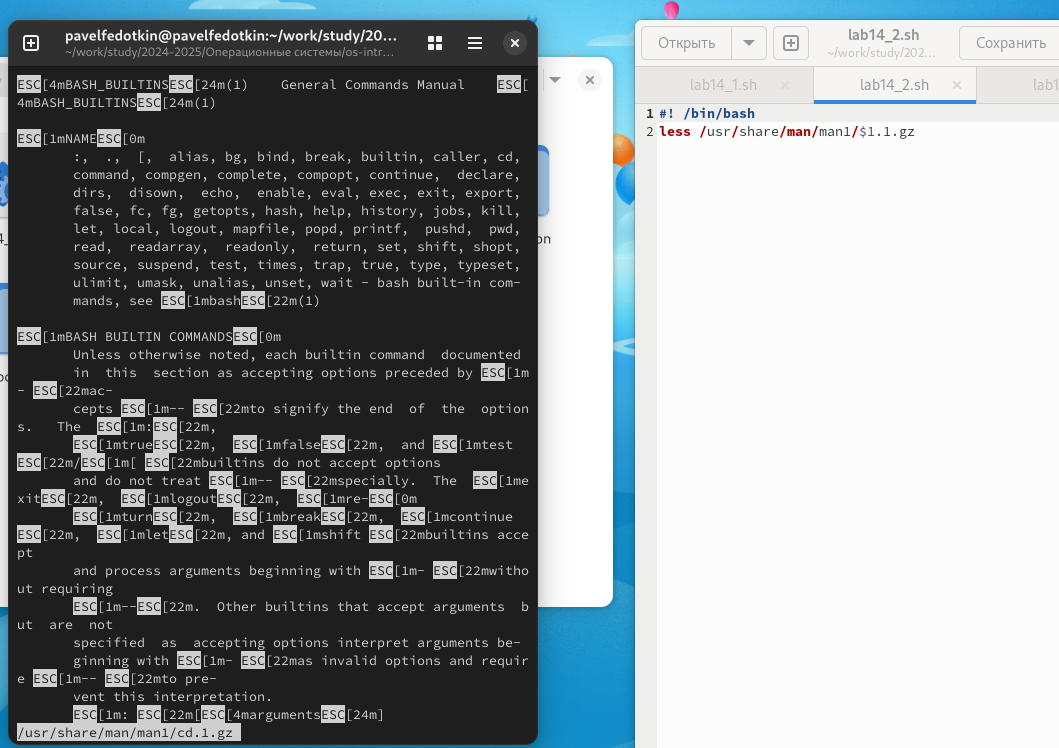 pavelfedotkin@pavelfedotkin:~/work/study/20...
~/work/study/2024-2025/Операционные системы/os-intr...
ESC[4mBASH_BUILTINSESC[24m(1)    General Commands Manual    ESC[
4mBASH_BUILTINSESC[24m(1)
ESC[1mNAMEESC[0m
:,  .,  [,  alias, bg, bind, break, builtin, caller, cd,
command, compgen, complete, compopt, continue,  declare,
dirs,  disown,  echo,  enable, eval, exec, exit, export,
false, fc, fg, getopts, hash, help, history, jobs, kill,
let, local, logout, mapfile, popd, printf,  pushd,  pwd,
read,  readarray,  readonly,  return, set, shift, shopt,
source, suspend, test, times, trap, true, type, typeset,
ulimit, umask, unalias, unset, wait - bash built-in com-
mands, see ESC[1mbashESC[22m(1)
ESC[1mBASH BUILTIN COMMANDSESC[0m
Unless otherwise noted, each builtin command  documented
in  this  section as accepting options preceded by ESC[1m
- ESC[22mac-
cepts ESC[1m-- ESC[22mto signify the end  of  the  option
s.  The  ESC[1m:ESC[22m,
ESC[1mtrueESC[22m,  ESC[1mfalseESC[22m,  and ESC[1mtest
ESC[22m/ESC[1m[ ESC[22mbuiltins do not accept options
and do not treat ESC[1m-- ESC[22mspecially.  The  ESC[1me
xitESC[22m,  ESC[1mlogoutESC[22m,  ESC[1mre-ESC[0m
ESC[1mturnESC[22m,  ESC[1mbreakESC[22m,  ESC[1mcontinue
ESC[22m,  ESC[1mletESC[22m, and ESC[1mshift ESC[22mbuiltins acce
pt
and process arguments beginning with ESC[1m- ESC[22mwitho
ut requiring
ESC[1m--ESC[22m.  Other builtins that accept arguments  b
ut  are  not
specified  as  accepting options interpret arguments be-
ginning with ESC[1m- ESC[22mas invalid options and requir
e ESC[1m-- ESC[22mto pre-
vent this interpretation.
ESC[1m: ESC[22m[ESC[4margumentsESC[24m]
/usr/share/man/man1/cd.1.gz
on
Открыть
lab14_2.sh
~/work/study/202...
Сохранить
lab14_1.sh
lab14_2.sh
lab1
1 #! /bin/bash
2 less /usr/share/man/man1/$1.1.gz